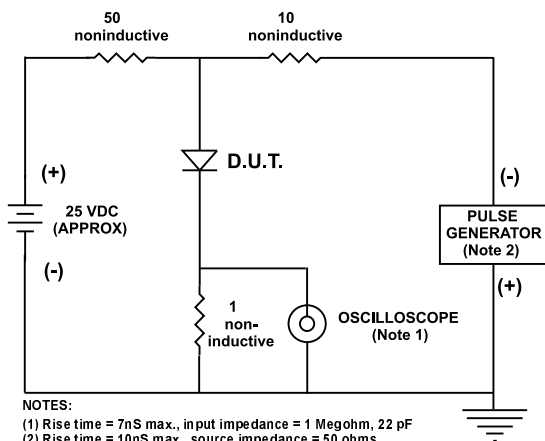 50
noninductive
10
noninductive
(+)
25 VDC
(APPROX)
(-)
D.U.T.
(-)
PULSE
GENERATOR
(Note 2)
(+)
1
non-
inductive
OSCILLOSCOPE
(Note 1)
NOTES:
(1) Rise time = 7nS max., input impedance = 1 Megohm, 22 pF
(2) Rise time = 10nS max., source impedance = 50 ohms